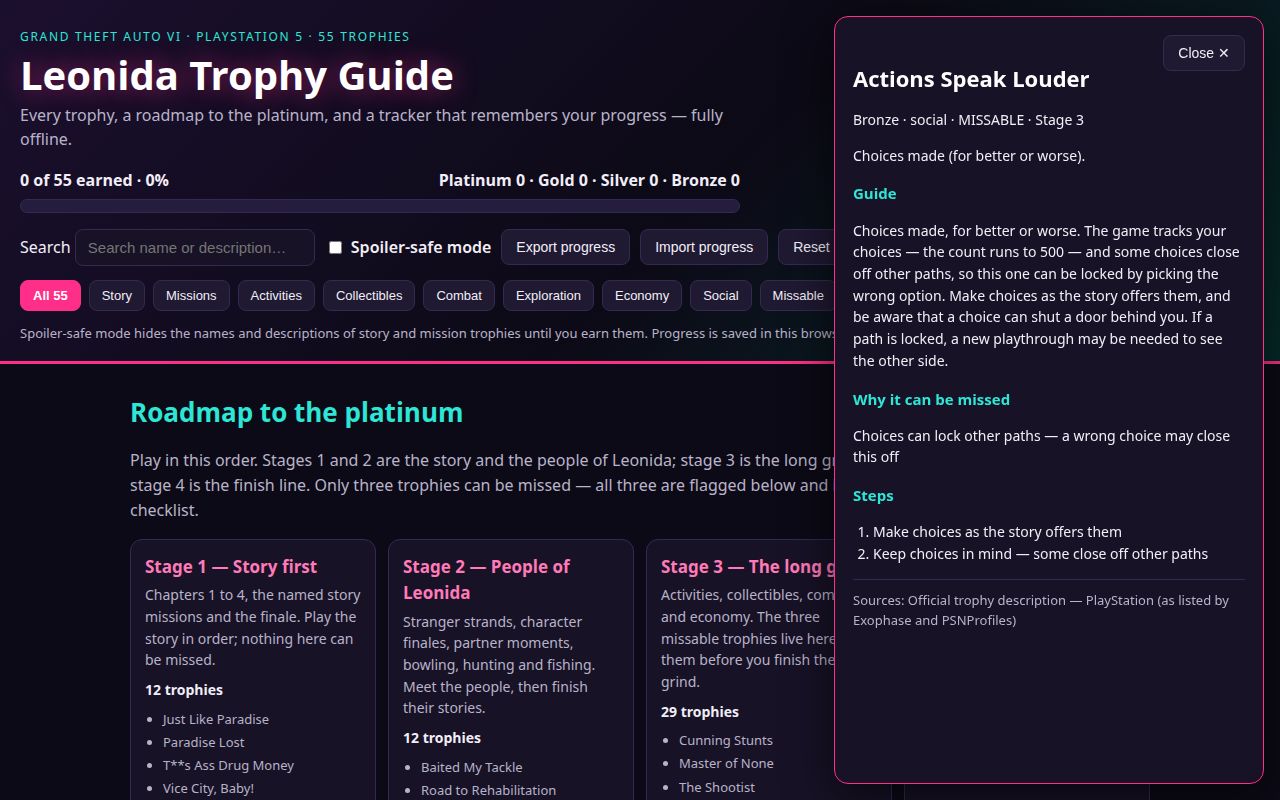 GRAND THEFT AUTO VI · PLAYSTATION 5 · 55 TROPHIES
Leonida Trophy Guide
Every trophy, a roadmap to the platinum, and a tracker that remembers your progress — fully
offline.
0 of 55 earned · 0%
Platinum 0 · Gold 0 · Silver 0 · Bronze 0
Search
Search name or description…
Spoiler-safe mode
Export progress
Import progress
Reset
All 55
Story
Missions
Activities
Collectibles
Combat
Exploration
Economy
Social
Missable
Spoiler-safe mode hides the names and descriptions of story and mission trophies until you earn them. Progress is saved in this
Roadmap to the platinum
Play in this order. Stages 1 and 2 are the story and the people of Leonida; stage 3 is the long
stage 4 is the finish line. Only three trophies can be missed — all three are flagged below and
checklist.
Stage 1 — Story first
Chapters 1 to 4, the named story
missions and the finale. Play the
story in order; nothing here can
be missed.
12 trophies
Just Like Paradise
Paradise Lost
T**s Ass Drug Money
Vice City, Baby!
Stage 2 — People of
Leonida
Stranger strands, character
finales, partner moments,
bowling, hunting and fishing.
Meet the people, then finish
their stories.
12 trophies
Baited My Tackle
Road to Rehabilitation
Stage 3 — The long
Activities, collectibles,
and economy. The three
missable trophies live here
them before you finish the
grind.
29 trophies
Cunning Stunts
Master of None
The Shootist
Close ✕
Actions Speak Louder
Bronze · social · MISSABLE · Stage 3
Choices made (for better or worse).
Guide
Choices made, for better or worse. The game tracks your
choices — the count runs to 500 — and some choices close
off other paths, so this one can be locked by picking the
wrong option. Make choices as the story offers them, and
be aware that a choice can shut a door behind you. If a
path is locked, a new playthrough may be needed to see
the other side.
Why it can be missed
Choices can lock other paths — a wrong choice may close
this off
Steps
1. Make choices as the story offers them
2. Keep choices in mind — some close off other paths
Sources: Official trophy description — PlayStation (as listed by
Exophase and PSNProfiles)